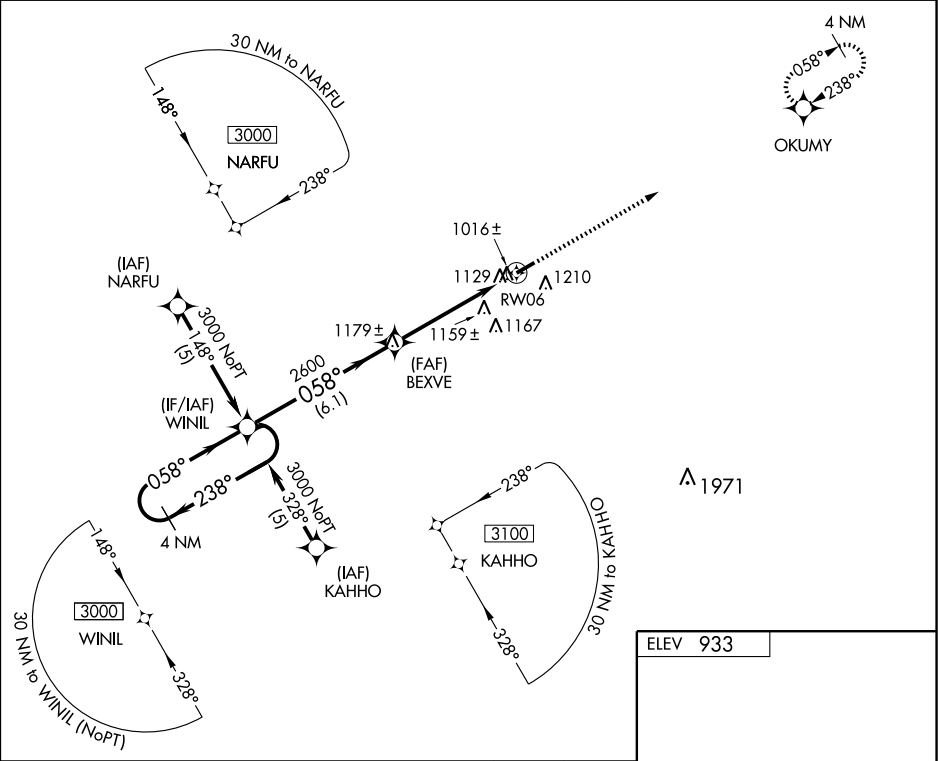 4 NM
058°
238°
OKUMY
30 NM to NARFU
148°
3000
NARFU
238°
1016±
1129
1210
RW06
1159±
1167
1179±
(FAF)
BEXVE
(IAF)
NARFU
3000 NoPT
148°
(5)
2600
058°
(6.1)
(IF/IAF)
WINIL
058°
238°
4 NM
3000 NoPT
328°
(5)
(IAF)
KAHHO
238°
3100
KAHHO
328°
30 NM to KAHHO
1971
148°
3000
WINIL
328°
30 NM to WINIL (NoPT)
ELEV 933